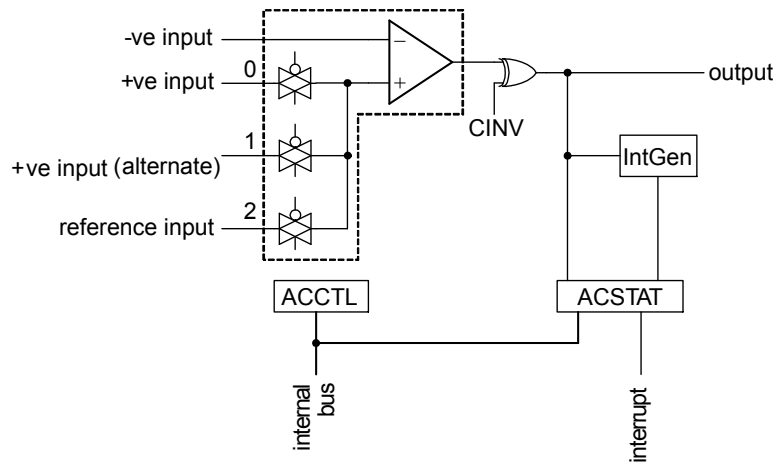 -ve input
−
+ve input
0
+
output
CINV
1
+ve input (alternate)
IntGen
2
reference input
ACCTL
ACSTAT
internal
bus
interrupt